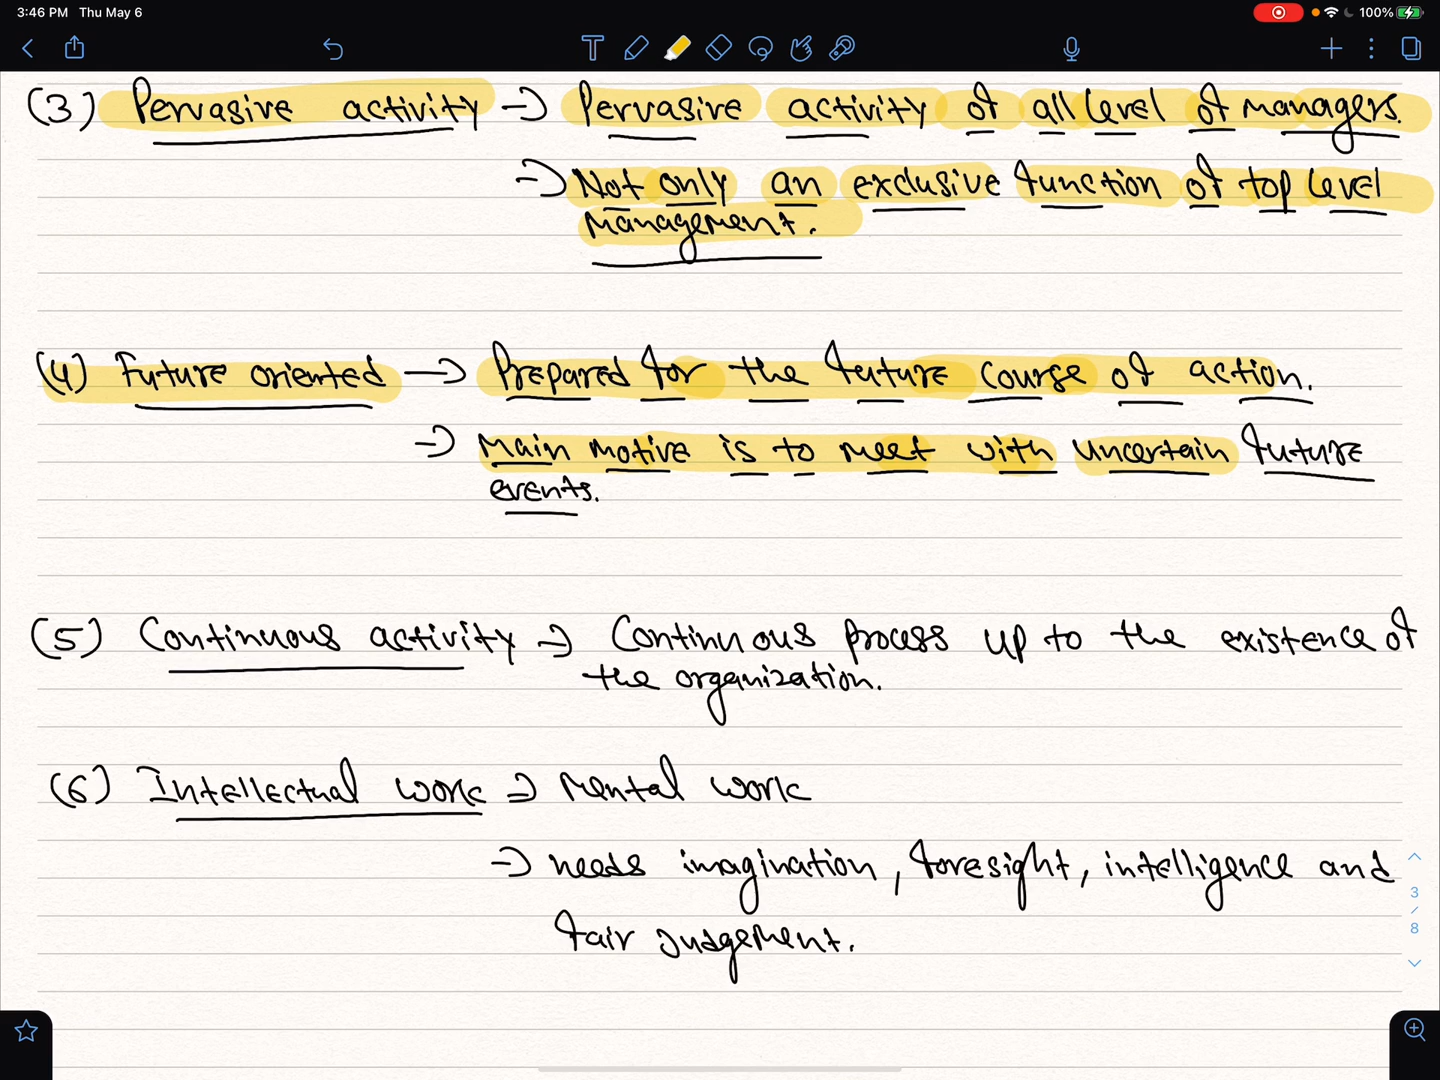 3:46 PM Thu May 6
100%
(3) Pervasive activity → Pervasive activity of all level of managers.
→ Not only an exclusive function of top level
management.
(4) Future oriented → Prepared for the future course of action.
→ Main motive is to meet with uncertain future
events.
(5) Continuous activity → Continuous process up to the existence of
the organization.
(6) Intellectual work → Mental work
→ needs imagination, foresight, intelligence and
fair judgement.
3
/
8